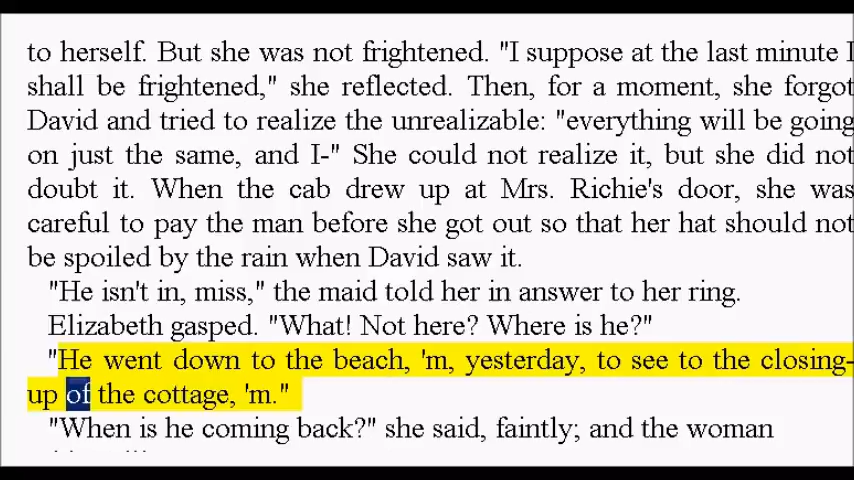 to herself. But she was not frightened. "I suppose at the last minute I
shall be frightened," she reflected. Then, for a moment, she forgot
David and tried to realize the unrealizable: "everything will be going
on just the same, and I-" She could not realize it, but she did not
doubt it. When the cab drew up at Mrs. Richie's door, she was
careful to pay the man before she got out so that her hat should not
be spoiled by the rain when David saw it.
"He isn't in, miss," the maid told her in answer to her ring.
Elizabeth gasped. "What! Not here? Where is he?"
"He went down to the beach, 'm, yesterday, to see to the closing-
up of the cottage, 'm."
"When is he coming back?" she said, faintly; and the woman